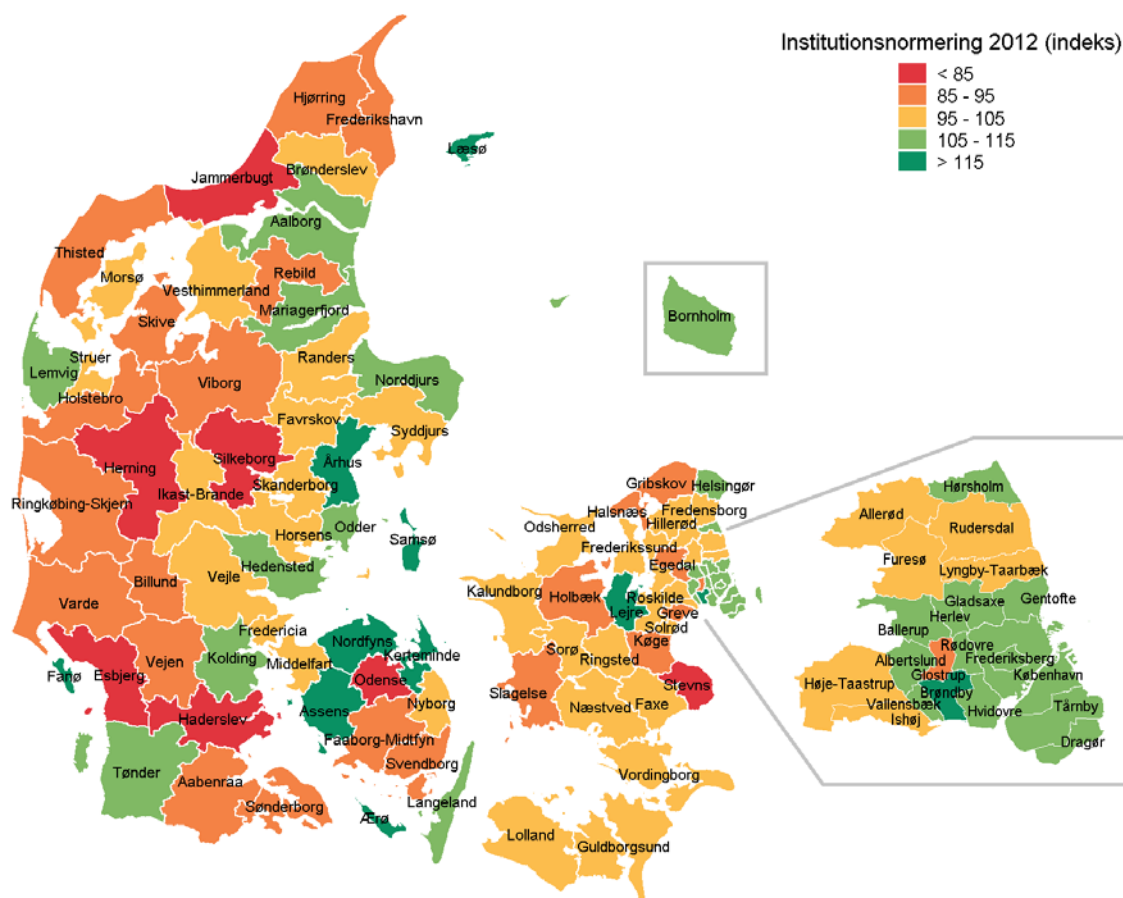 Institutionsnormering 2012 (indeks)
< 85
85 - 95
95 - 105
105 - 115
> 115
Hjørring
Frederikshavn
Læsø
Brønderslev
Jammerbugt
Aalborg
Thisted
Rebild
Morsø
Vesthimmerland
Mariagerfjord
Skive
Bornholm
Struer
Lemvig
Randers
Viborg
Norddjurs
Holstebro
Favrskov
Syddjurs
Silkeborg
Århus
Herning
Skanderborg
Ikast-Brande
Ringkøbing-Skjern
Odder
Horsens
Samsø
Hedensted
Vejle
Billund
Varde
Fredericia
Nordfyns
Kolding
Vejen
Middelfart
Kerteminde
Fanø
Esbjerg
Odense
Nyborg
Assens
Haderslev
Faaborg-Midtfyn
Svendborg
Tønder
Aabenraa
Sønderborg
Langeland
Ærø
Gribskov
Helsingør
Halsnæs
Fredensborg
Hillerød
Odsherred
Frederikssund
Egedal
Kalundborg
Holbæk
Roskilde
Lejre
Greve
Solrød
Køge
Sorø
Ringsted
Slagelse
Stevns
Næstved
Faxe
Vordingborg
Lolland
Guldborgsund
Hørsholm
Allerød
Rudersdal
Furesø
Lyngby-Taarbæk
Gladsaxe
Gentofte
Herlev
Ballerup
Rødovre
Albertslund
Frederiksberg
Glostrup
København
Høje-Taastrup
Brøndby
Vallensbæk
Tårnby
Ishøj
Hvidovre
Dragør